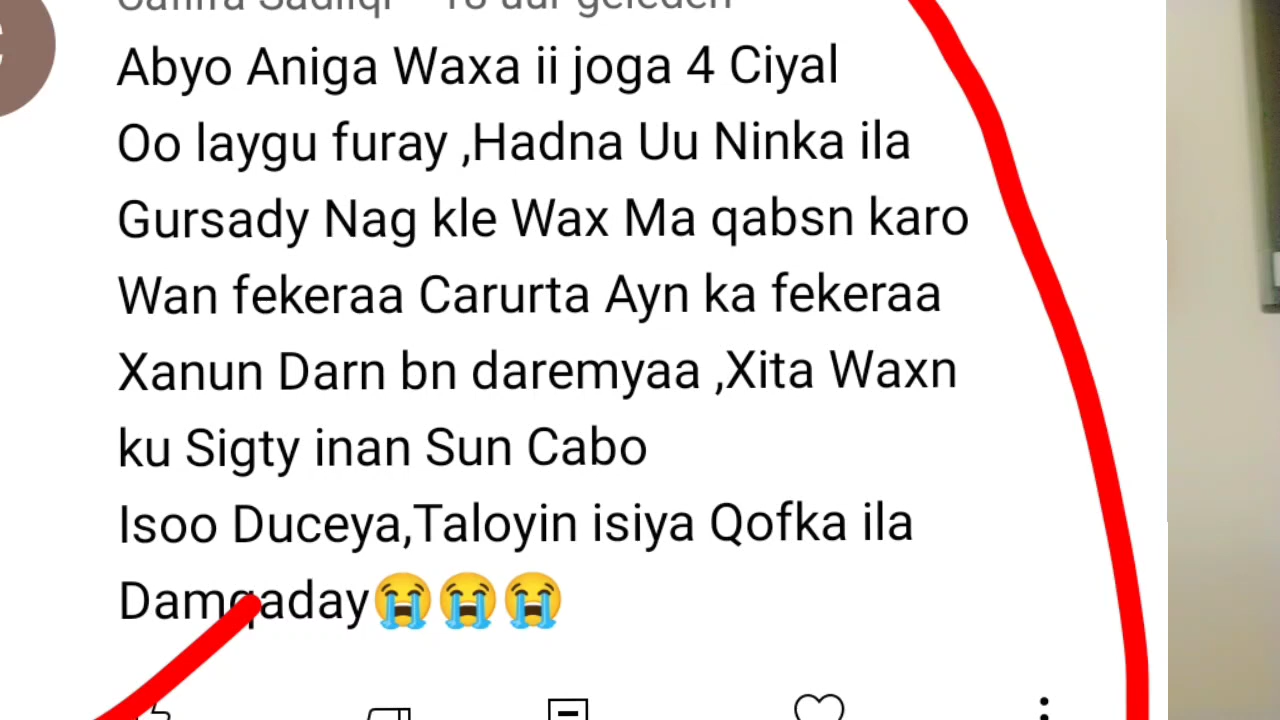 Abyo Aniga Waxa ii joga 4 Ciyal
Oo laygu furay ,Hadna Uu Ninka ila
Gursady Nag kle Wax Ma qabsn karo
Wan fekeraa Carurta Ayn ka fekeraa
Xanun Darn bn daremyaa ,Xita Waxn
ku Sigty inan Sun Cabo
Isoo Duceya,Taloyin isiya Qofka ila
Damqaday😭😭😭